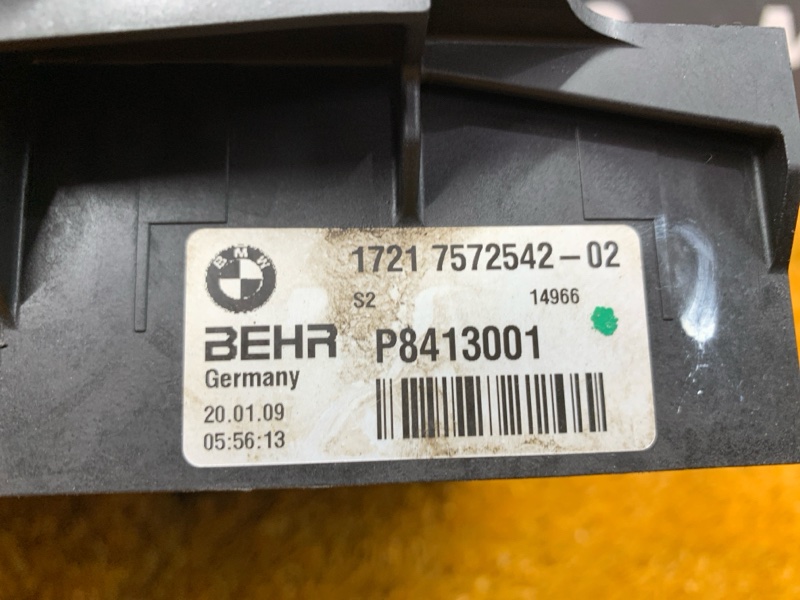 BMW
1721 7572542-02
S2 14966
BEHR P8413001
Germany
20.01.09
05:56:13